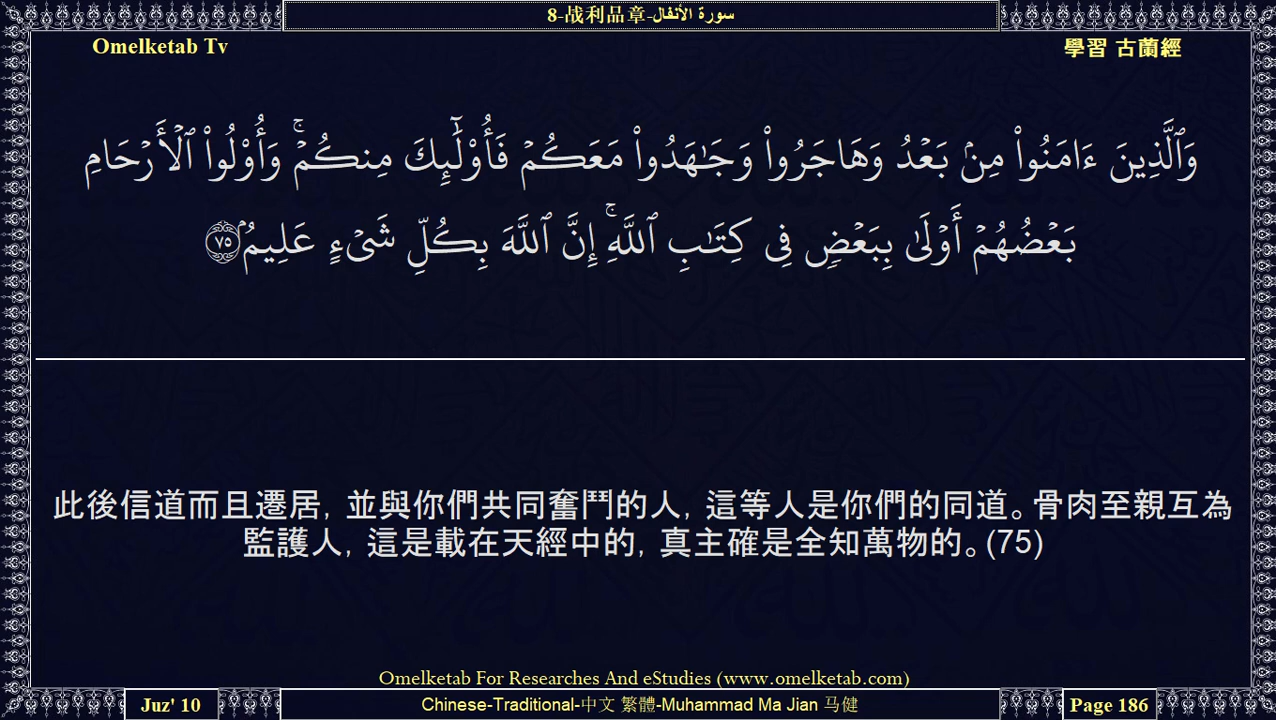 8-战利品章-سورة الأنفال
Omelketab Tv
學習 古蘭經
وَٱلَّذِينَ ءَامَنُوا۟ مِنۢ بَعْدُ وَهَاجَرُوا۟ وَجَـٰهَدُوا۟ مَعَكُمْ فَأُو۟لَـٰٓئِكَ مِنكُمْ ۚ وَأُو۟لُوا۟ ٱلْأَرْحَامِ
بَعْضُهُمْ أَوْلَىٰ بِبَعْضٍ فِى كِتَـٰبِ ٱللَّهِ ۗ إِنَّ ٱللَّهَ بِكُلِّ شَىْءٍ عَلِيمٌۢ ٧٥
此後信道而且遷居，並與你們共同奮鬥的人，這等人是你們的同道。骨肉至親互為
監護人，這是載在天經中的，真主確是全知萬物的。(75)
Omelketab For Researches And eStudies (www.omelketab.com)
Juz' 10
Chinese-Traditional-中文 繁體-Muhammad Ma Jian 马健
Page 186